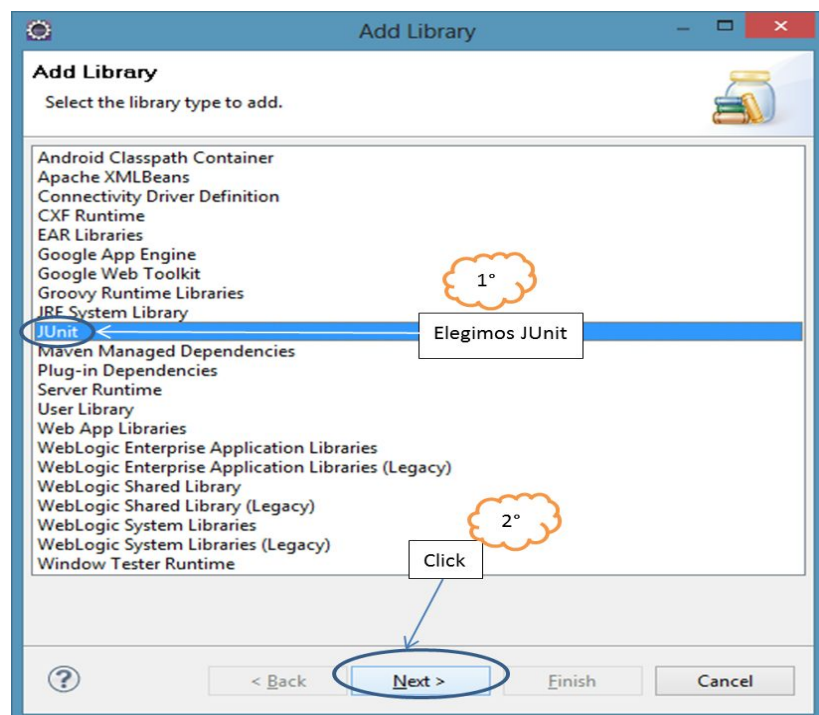 Add Library
Add Library
Select the library type to add.
Android Classpath Container
Apache XMLBeans
Connectivity Driver Definition
CXF Runtime
EAR Libraries
Google App Engine
Google Web Toolkit
Groovy Runtime Libraries
1°
JRE System Library
JUnit
Elegimos JUnit
Maven Managed Dependencies
Plug-in Dependencies
Server Runtime
User Library
Web App Libraries
WebLogic Enterprise Application Libraries
WebLogic Enterprise Application Libraries (Legacy)
WebLogic Shared Library
WebLogic Shared Library (Legacy)
2°
WebLogic System Libraries
WebLogic System Libraries (Legacy)
Click
Window Tester Runtime
? < Back Next > Finish Cancel